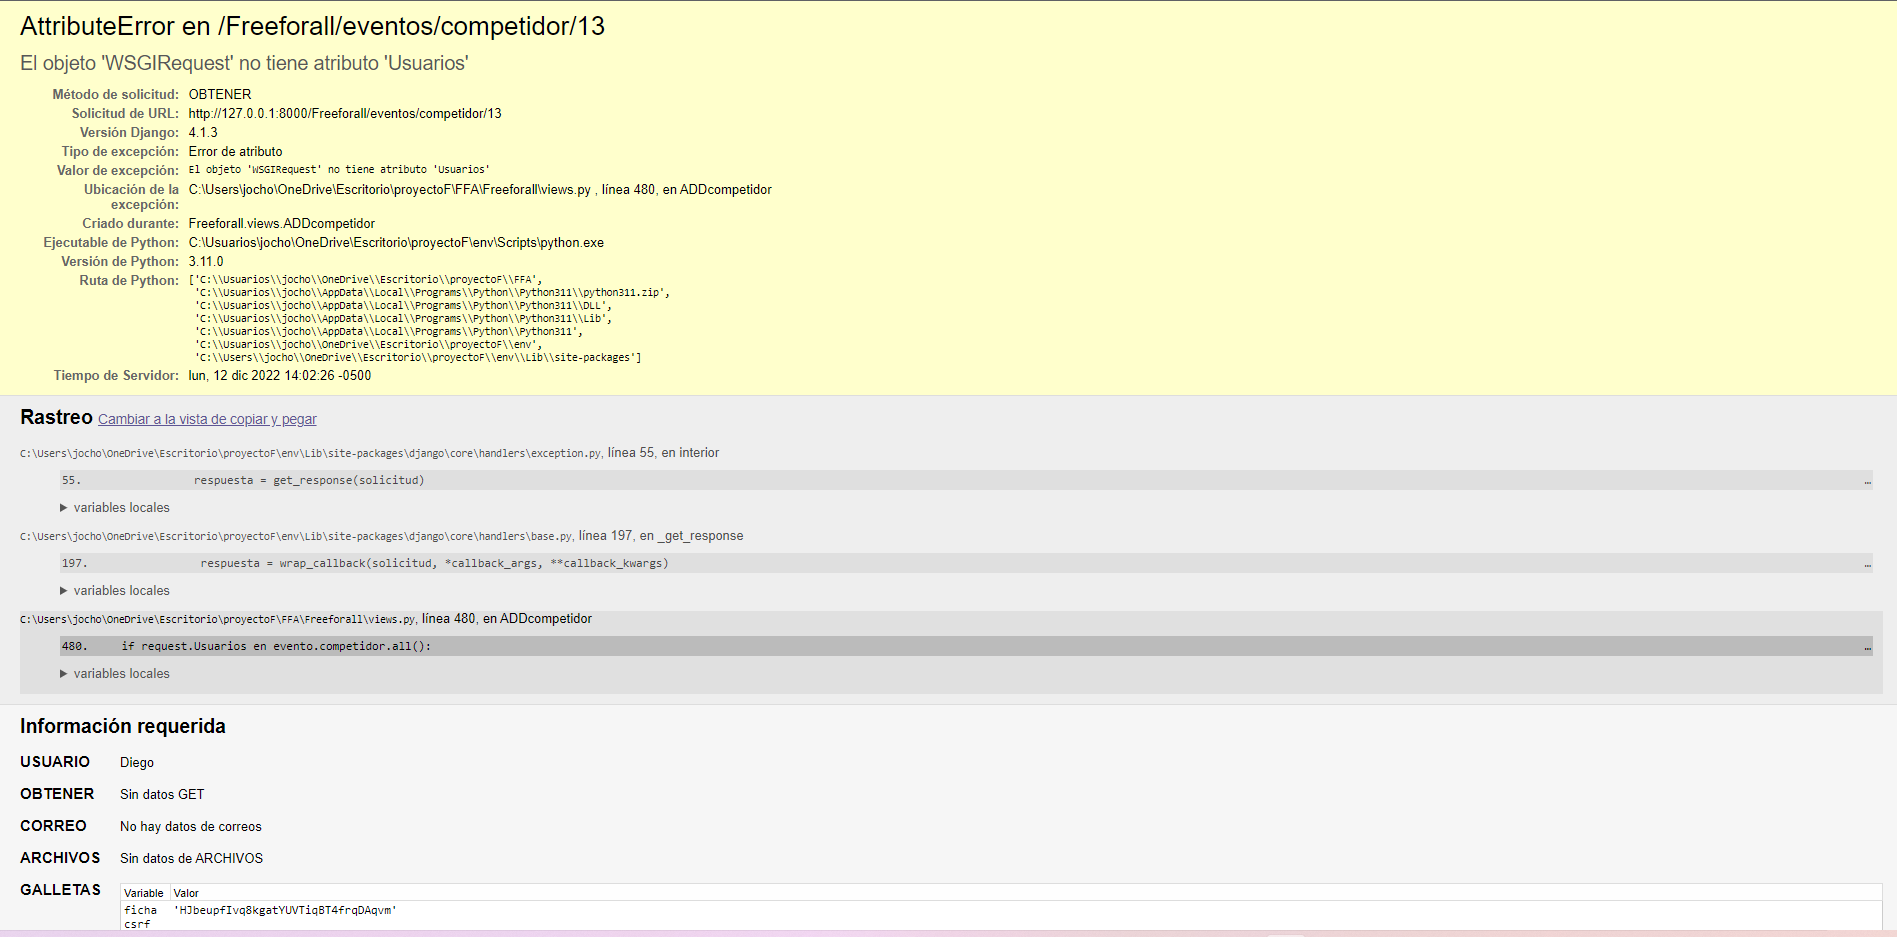 AttributeError en /Freeforall/eventos/competidor/13
El objeto 'WSGIRequest' no tiene atributo 'Usuarios'
Método de solicitud: OBTENER
Solicitud de URL: http://127.0.0.1:8000/Freeforall/eventos/competidor/13
Versión Django: 4.1.3
Tipo de excepción: Error de atributo
Valor de excepción: El objeto 'WSGIRequest' no tiene atributo 'Usuarios'
Ubicación de la excepción: C:\Users\jocho\OneDrive\Escritorio\proyectoF\FFA\Freeforall\views.py , línea 480, en ADDcompetidor
Criado durante: Freeforall.views.ADDcompetidor
Ejecutable de Python: C:\Usuarios\jocho\OneDrive\Escritorio\proyectoF\env\Scripts\python.exe
Versión de Python: 3.11.0
Ruta de Python: ['C:\\Usuarios\\jocho\\OneDrive\\Escritorio\\proyectoF\\FFA',
'C:\\Usuarios\\jocho\\AppData\\Local\\Programs\\Python\\Python311\\python311.zip',
'C:\\Usuarios\\jocho\\AppData\\Local\\Programs\\Python\\Python311\\DLL',
'C:\\Usuarios\\jocho\\AppData\\Local\\Programs\\Python\\Python311\\Lib',
'C:\\Usuarios\\jocho\\AppData\\Local\\Programs\\Python\\Python311',
'C:\\Usuarios\\jocho\\OneDrive\\Escritorio\\proyectoF\\env',
'C:\\Users\\jocho\\OneDrive\\Escritorio\\proyectoF\\env\\Lib\\site-packages']
Tiempo de Servidor: lun, 12 dic 2022 14:02:26 -0500
Rastreo Cambiar a la vista de copiar y pegar
C:\Users\jocho\OneDrive\Escritorio\proyectoF\env\Lib\site-packages\django\core\handlers\exception.py, línea 55, en interior
55. respuesta = get_response(solicitud) …
▶ variables locales
C:\Users\jocho\OneDrive\Escritorio\proyectoF\env\Lib\site-packages\django\core\handlers\base.py, línea 197, en _get_response
197. respuesta = wrap_callback(solicitud, *callback_args, **callback_kwargs) …
▶ variables locales
C:\Users\jocho\OneDrive\Escritorio\proyectoF\FFA\Freeforall\views.py, línea 480, en ADDcompetidor
480. if request.Usuarios en evento.competidor.all(): …
▶ variables locales
Información requerida
USUARIO Diego
OBTENER Sin datos GET
CORREO No hay datos de correos
ARCHIVOS Sin datos de ARCHIVOS
GALLETAS Variable Valor
ficha 'HJbeupfIvq8kgatYUVTiqBT4frqDAqvm'
csrf